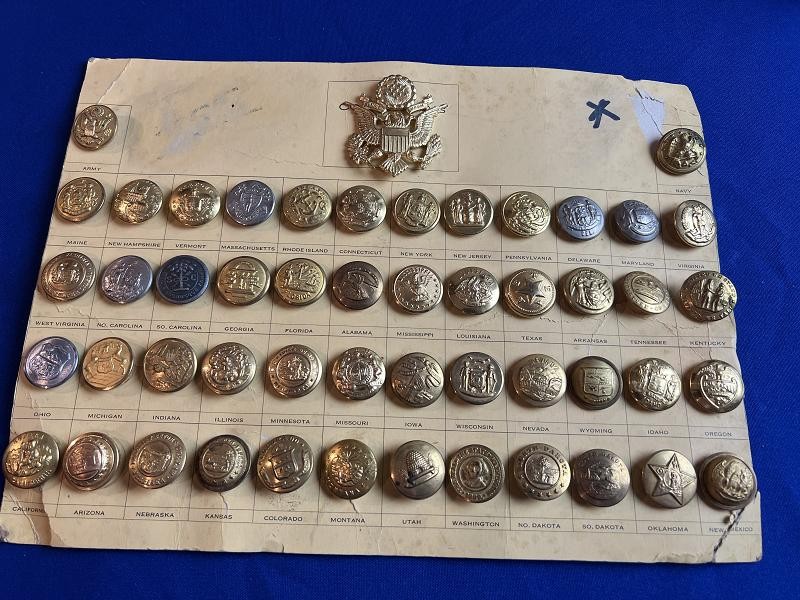 ARMY NAVY
MAINE NEW HAMPSHIRE VERMONT MASSACHUSETTS RHODE ISLAND CONNECTICUT NEW YORK NEW JERSEY PENNSYLVANIA DELAWARE MARYLAND VIRGINIA
WEST VIRGINIA NO. CAROLINA SO. CAROLINA GEORGIA FLORIDA ALABAMA MISSISSIPPI LOUISIANA TEXAS ARKANSAS TENNESSEE KENTUCKY
OHIO MICHIGAN INDIANA ILLINOIS MINNESOTA MISSOURI IOWA WISCONSIN NEVADA WYOMING IDAHO OREGON
CALIFORNIA ARIZONA NEBRASKA KANSAS COLORADO MONTANA UTAH WASHINGTON NO. DAKOTA SO. DAKOTA OKLAHOMA NEW MEXICO